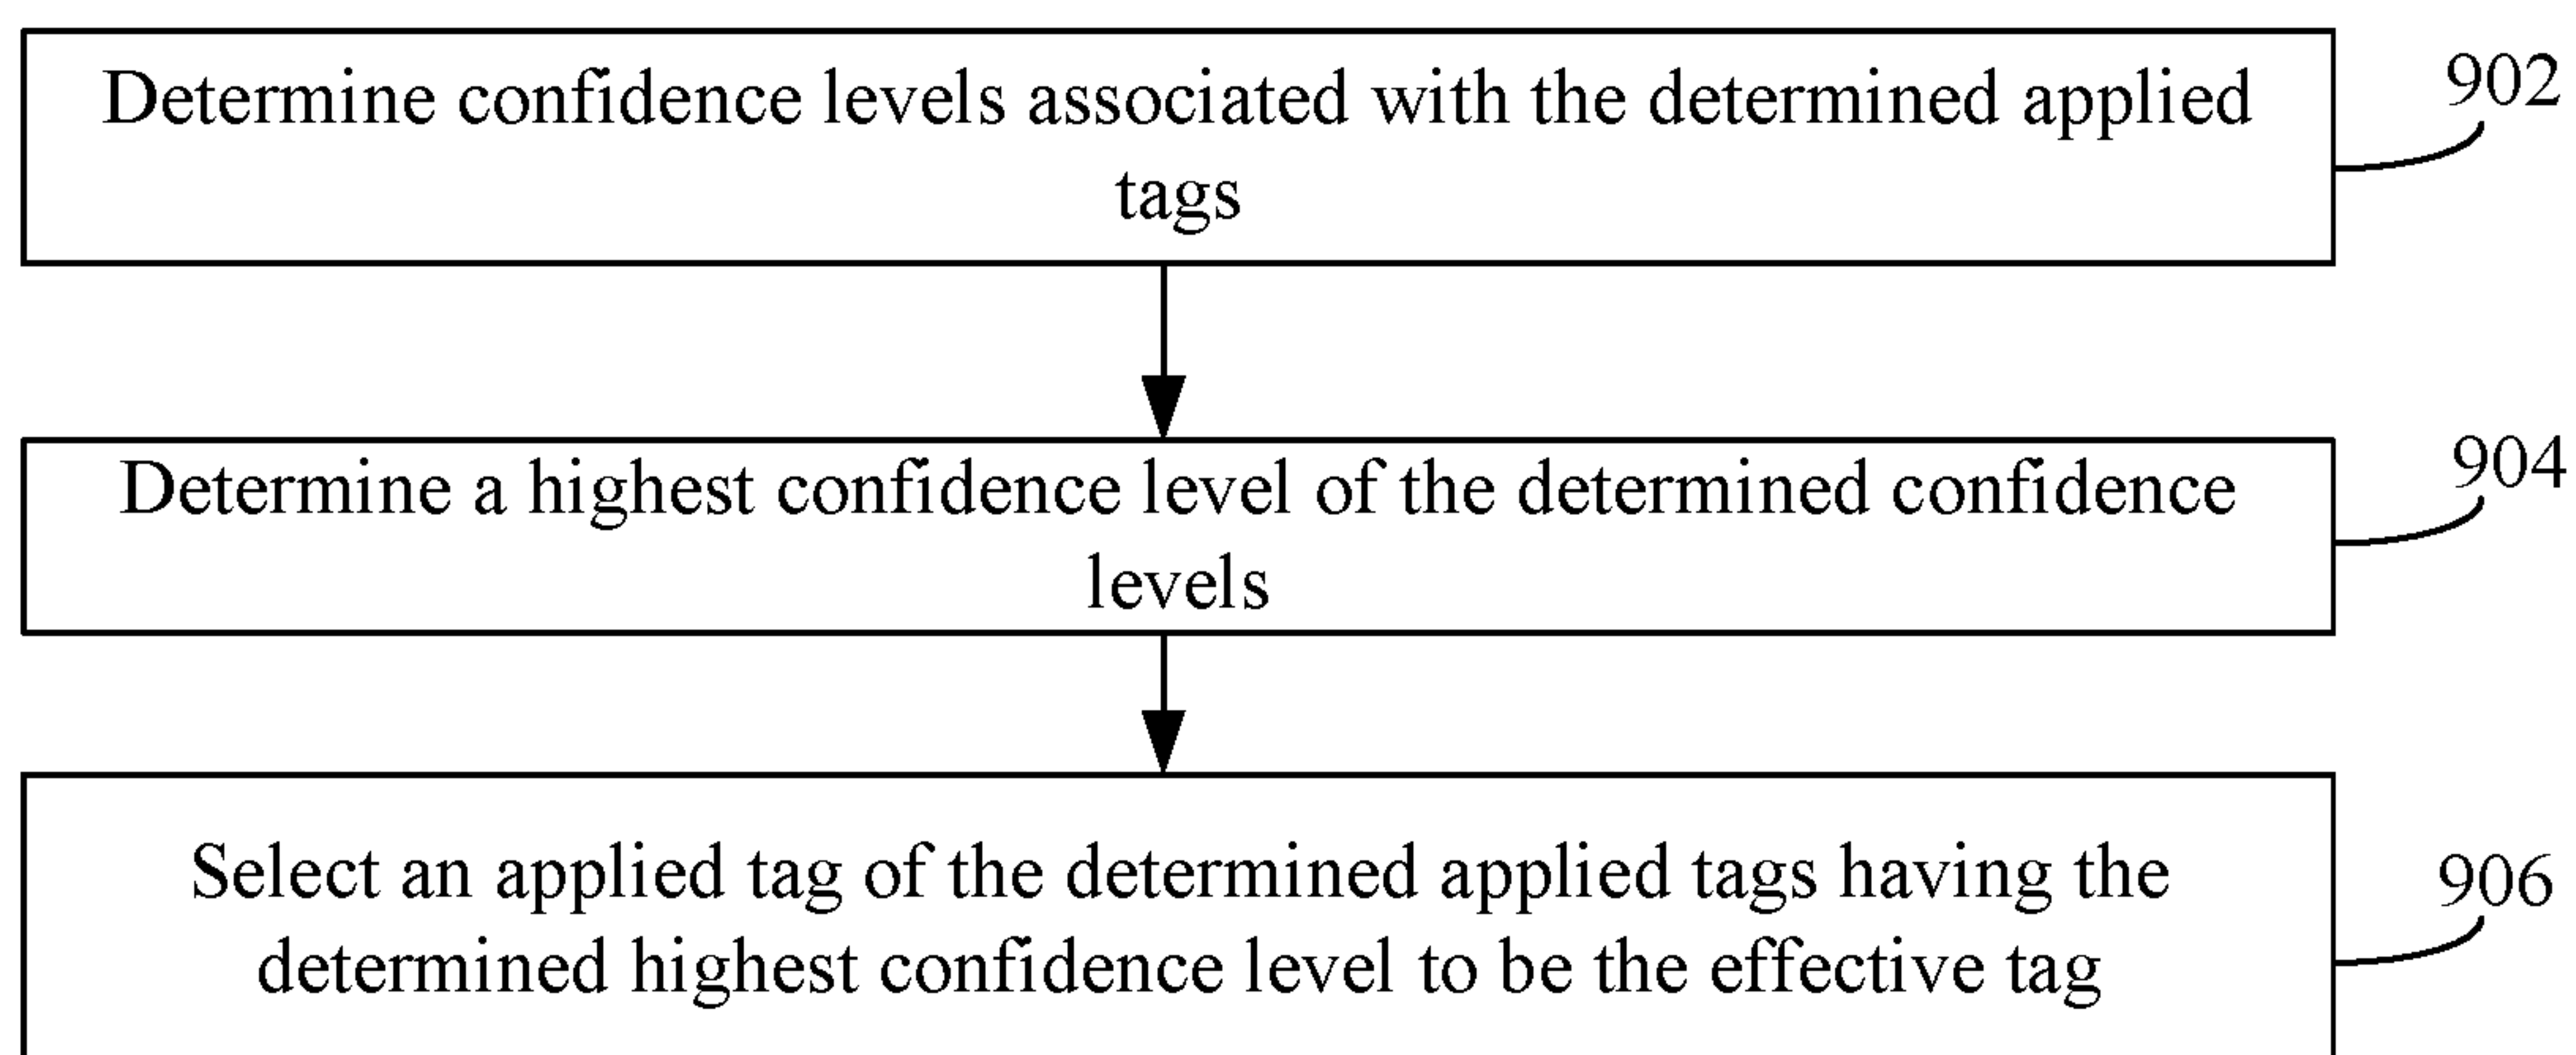 Determine confidence levels associated with the determined applied
tags
902
Determine a highest confidence level of the determined confidence
levels
904
Select an applied tag of the determined applied tags having the
determined highest confidence level to be the effective tag
906